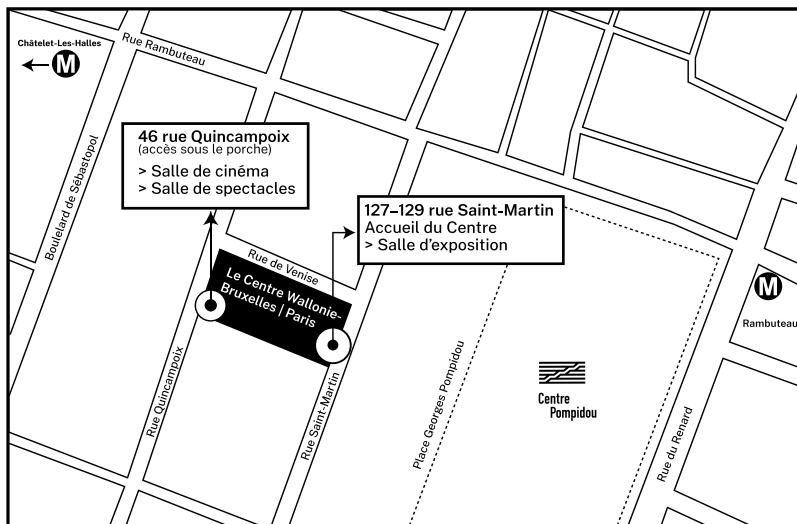 Châtelet-Les-Halles
M
Rue Rambuteau
Boulelard de Sébastopol
46 rue Quincampoix
(accès sous le porche)
> Salle de cinéma
> Salle de spectacles
127–129 rue Saint-Martin
Accueil du Centre
> Salle d’exposition
Rue de Venise
Le Centre Wallonie-
Bruxelles | Paris
M
Rambuteau
Rue Quincampoix
Rue Saint-Martin
Place Georges Pompidou
Centre
Pompidou
Rue du Renard